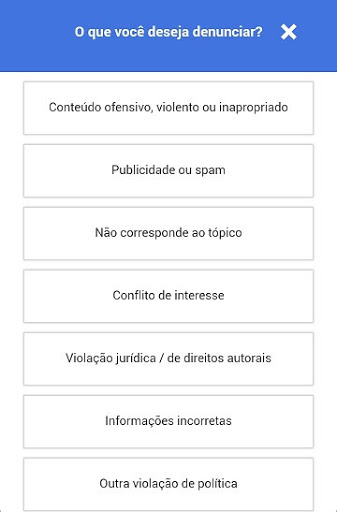 O que você deseja denunciar?
Conteúdo ofensivo, violento ou inapropriado
Publicidade ou spam
Não corresponde ao tópico
Conflito de interesse
Violação jurídica / de direitos autorais
Informações incorretas
Outra violação de política